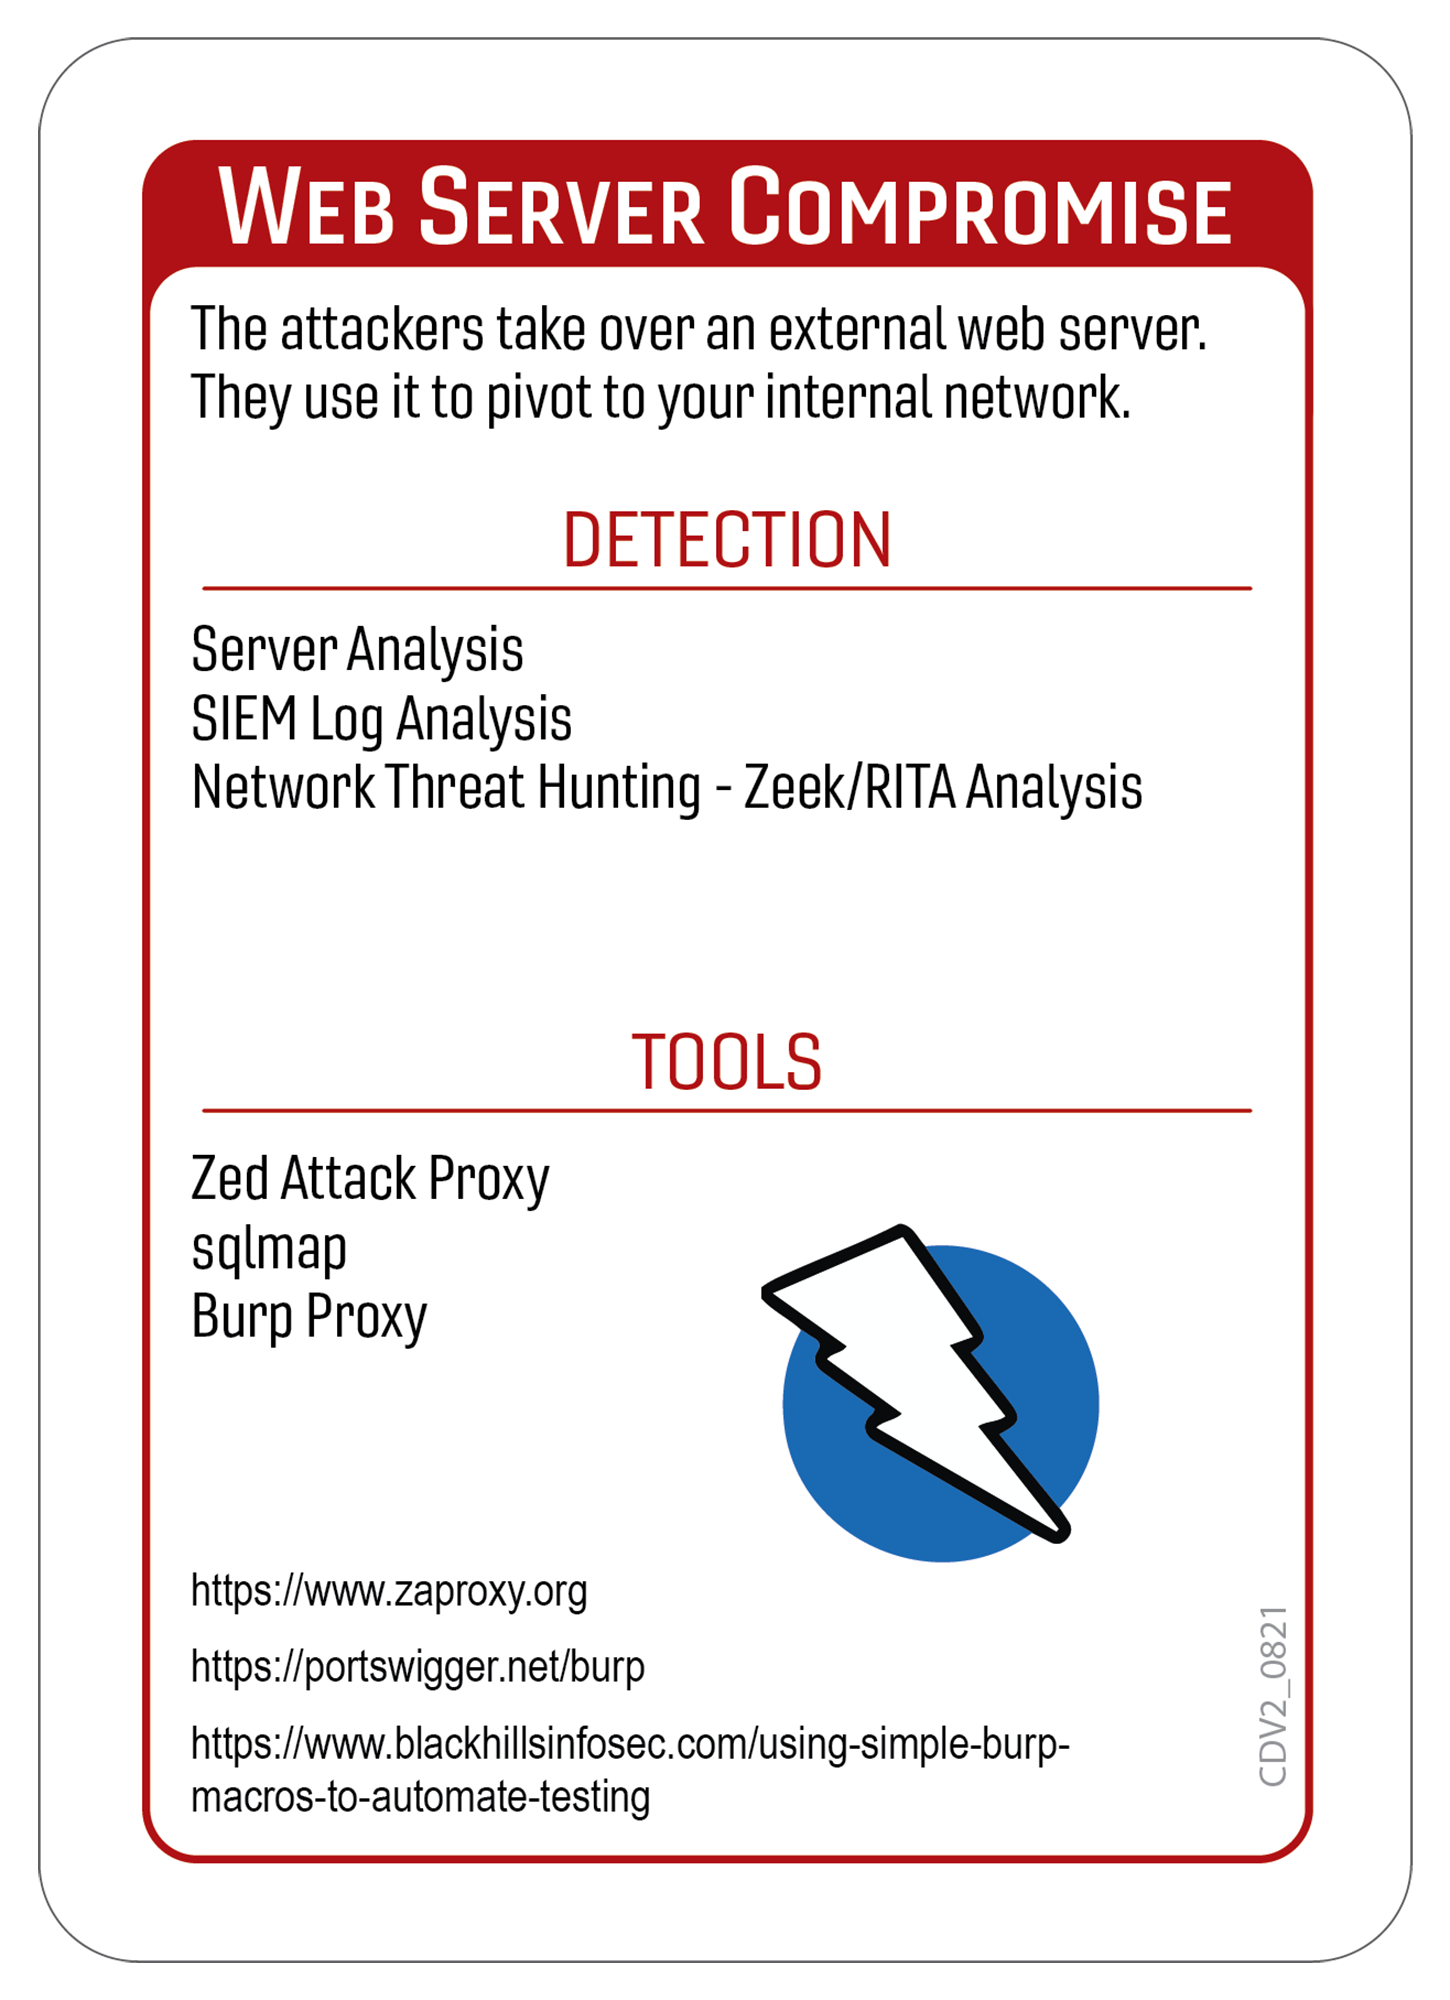 WEB SERVER COMPROMISE
The attackers take over an external web server.
They use it to pivot to your internal network.
DETECTION
Server Analysis
SIEM Log Analysis
Network Threat Hunting - Zeek/RITA Analysis
TOOLS
Zed Attack Proxy
sqlmap
Burp Proxy
https://www.zaproxy.org
https://portswigger.net/burp
https://www.blackhillsinfosec.com/using-simple-burp-
macros-to-automate-testing
CDV2_0821